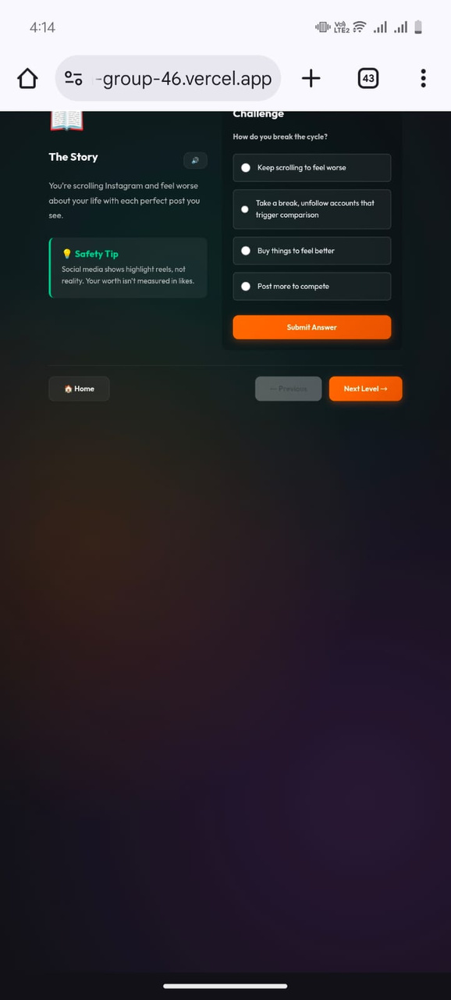 4:14
Vo))
LTE2
-group-46.vercel.app
43
The Story
You're scrolling Instagram and feel worse
about your life with each perfect post you
see.
💡 Safety Tip
Social media shows highlight reels, not
reality. Your worth isn't measured in likes.
Challenge
How do you break the cycle?
Keep scrolling to feel worse
Take a break, unfollow accounts that
trigger comparison
Buy things to feel better
Post more to compete
Submit Answer
🏠 Home
← Previous
Next Level →